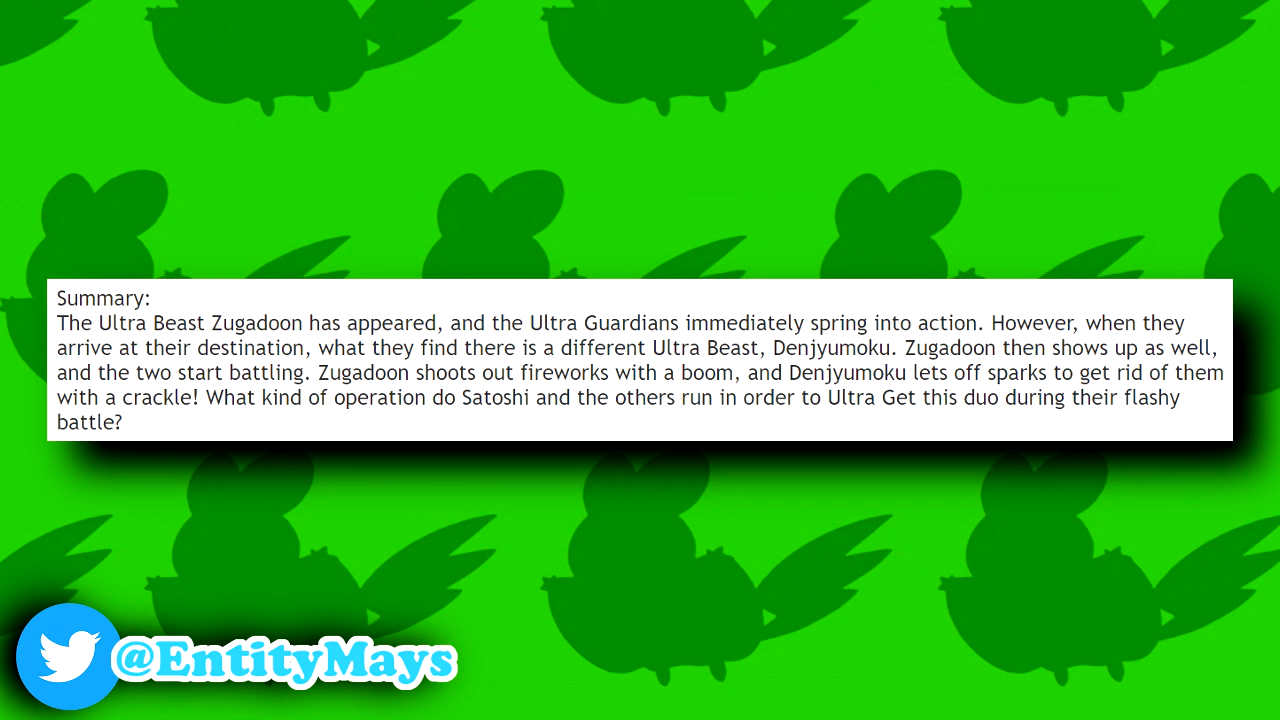 Summary:
The Ultra Beast Zugadoon has appeared, and the Ultra Guardians immediately spring into action. However, when they
arrive at their destination, what they find there is a different Ultra Beast, Denjyumoku. Zugadoon then shows up as well,
and the two start battling. Zugadoon shoots out fireworks with a boom, and Denjyumoku lets off sparks to get rid of them
with a crackle! What kind of operation do Satoshi and the others run in order to Ultra Get this duo during their flashy
battle?
@EntityMays